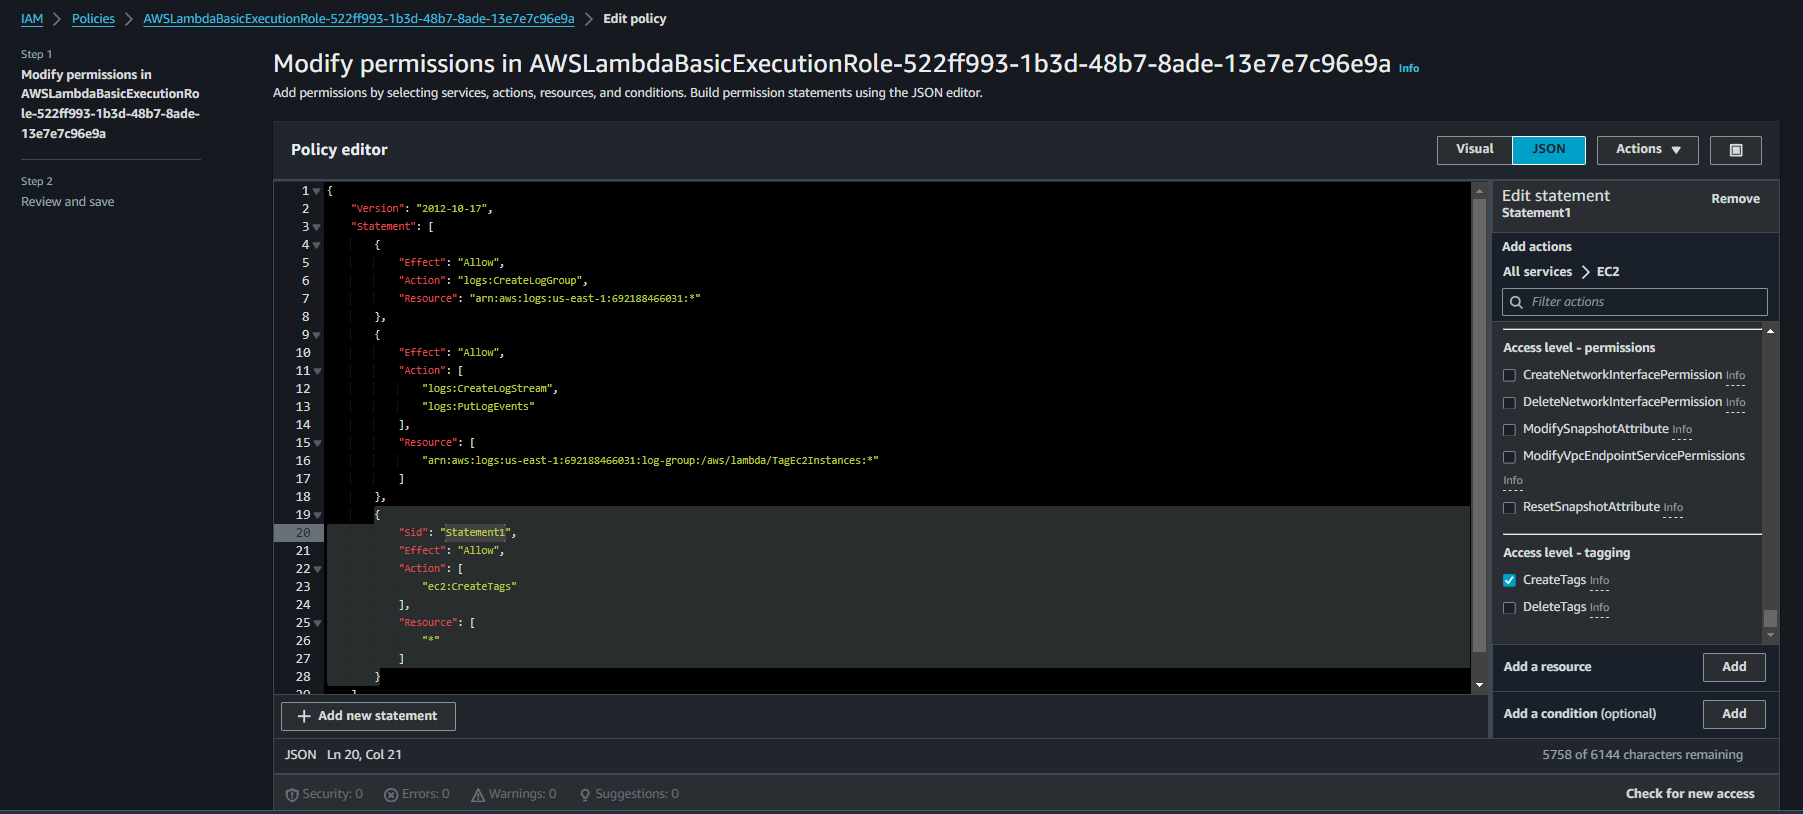 IAM > Policies > AWSLambdaBasicExecutionRole-522ff993-1b3d-48b7-8ade-13e7e7c96e9a > Edit policy
Step 1
Modify permissions in
AWSLambdaBasicExecutionRo
le-522ff993-1b3d-48b7-8ade-
13e7e7c96e9a
Step 2
Review and save
Modify permissions in AWSLambdaBasicExecutionRole-522ff993-1b3d-48b7-8ade-13e7e7c96e9a Info
Add permissions by selecting services, actions, resources, and conditions. Build permission statements using the JSON editor.
Policy editor
Visual JSON Actions
1 {
2 "Version": "2012-10-17",
3 "Statement": [
4 {
5 "Effect": "Allow",
6 "Action": "logs:CreateLogGroup",
7 "Resource": "arn:aws:logs:us-east-1:692188466031:*"
8 },
9 {
10 "Effect": "Allow",
11 "Action": [
12 "logs:CreateLogStream",
13 "logs:PutLogEvents"
14 ],
15 "Resource": [
16 "arn:aws:logs:us-east-1:692188466031:log-group:/aws/lambda/TagEc2Instances:*"
17 ]
18 },
19 {
20 "Sid": "Statement1",
21 "Effect": "Allow",
22 "Action": [
23 "ec2:CreateTags"
24 ],
25 "Resource": [
26 "*"
27 ]
28 }
29 ]
+ Add new statement
JSON Ln 20, Col 21
5758 of 6144 characters remaining
Security: 0 Errors: 0 Warnings: 0 Suggestions: 0
Check for new access
Edit statement
Statement1
Remove
Add actions
All services > EC2
Filter actions
Access level - permissions
CreateNetworkInterfacePermission Info
DeleteNetworkInterfacePermission Info
ModifySnapshotAttribute Info
ModifyVpcEndpointServicePermissions
Info
ResetSnapshotAttribute Info
Access level - tagging
CreateTags Info
DeleteTags Info
Add a resource Add
Add a condition (optional) Add